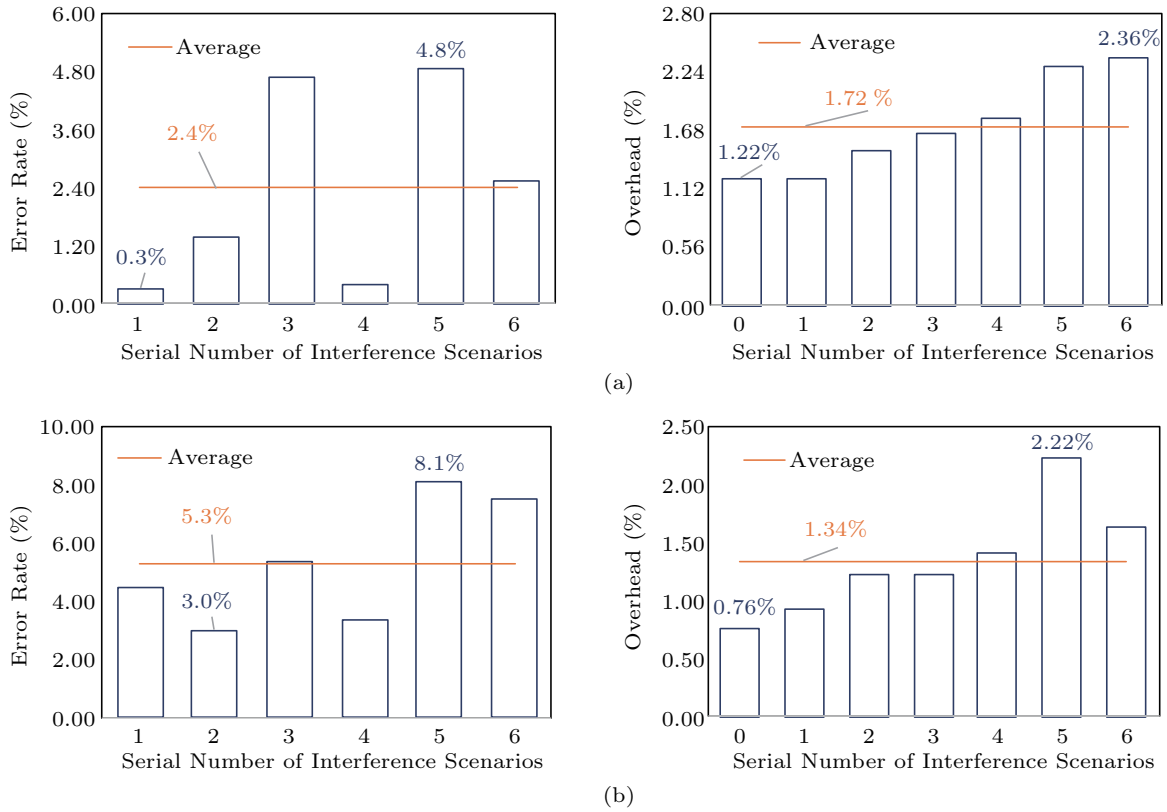 6.00
4.80
3.60
2.40
1.20
0.00
Error Rate (%)
Average
4.8%
2.4%
0.3%
1 2 3 4 5 6
Serial Number of Interference Scenarios
2.80
2.24
1.68
1.12
0.56
0.00
Overhead (%)
Average
2.36%
1.72 %
1.22%
0 1 2 3 4 5 6
Serial Number of Interference Scenarios
(a)
10.00
8.00
6.00
4.00
2.00
0.00
Error Rate (%)
Average
8.1%
5.3%
3.0%
1 2 3 4 5 6
Serial Number of Interference Scenarios
2.50
2.00
1.50
1.00
0.50
0.00
Overhead (%)
Average
2.22%
1.34%
0.76%
0 1 2 3 4 5 6
Serial Number of Interference Scenarios
(b)